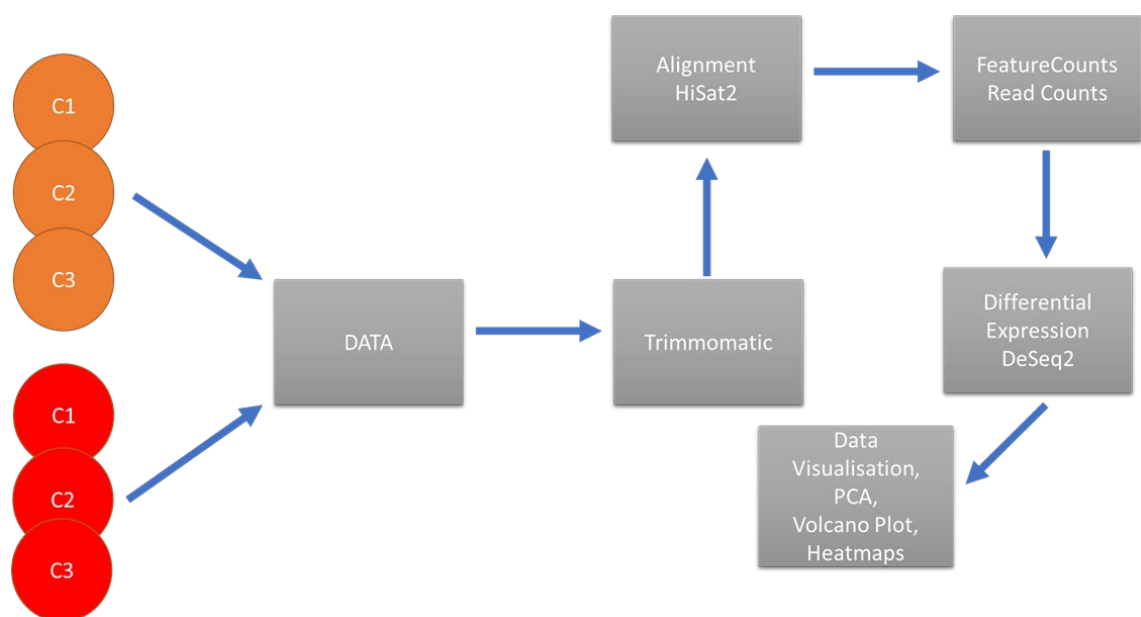 C1
C2
C3
C1
C2
C3
DATA
Trimmomatic
Alignment
HiSat2
FeatureCounts
Read Counts
Differential
Expression
DeSeq2
Data
Visualisation,
PCA,
Volcano Plot,
Heatmaps